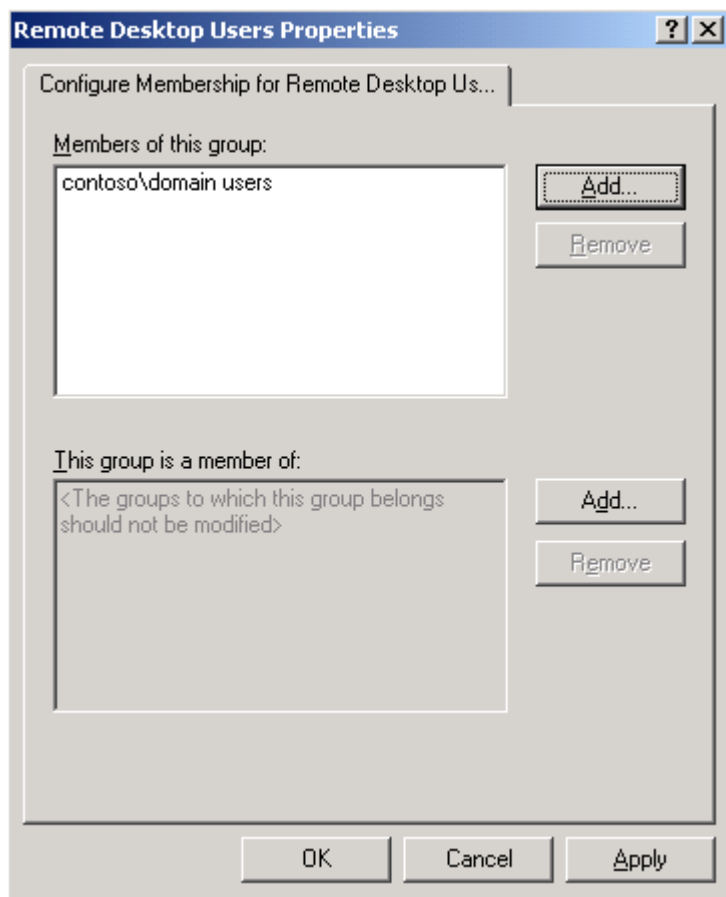 Remote Desktop Users Properties
Configure Membership for Remote Desktop Us...
Members of this group:
contoso\domain users
Add...
Remove
This group is a member of:
<The groups to which this group belongs
should not be modified>
Add...
Remove
OK
Cancel
Apply